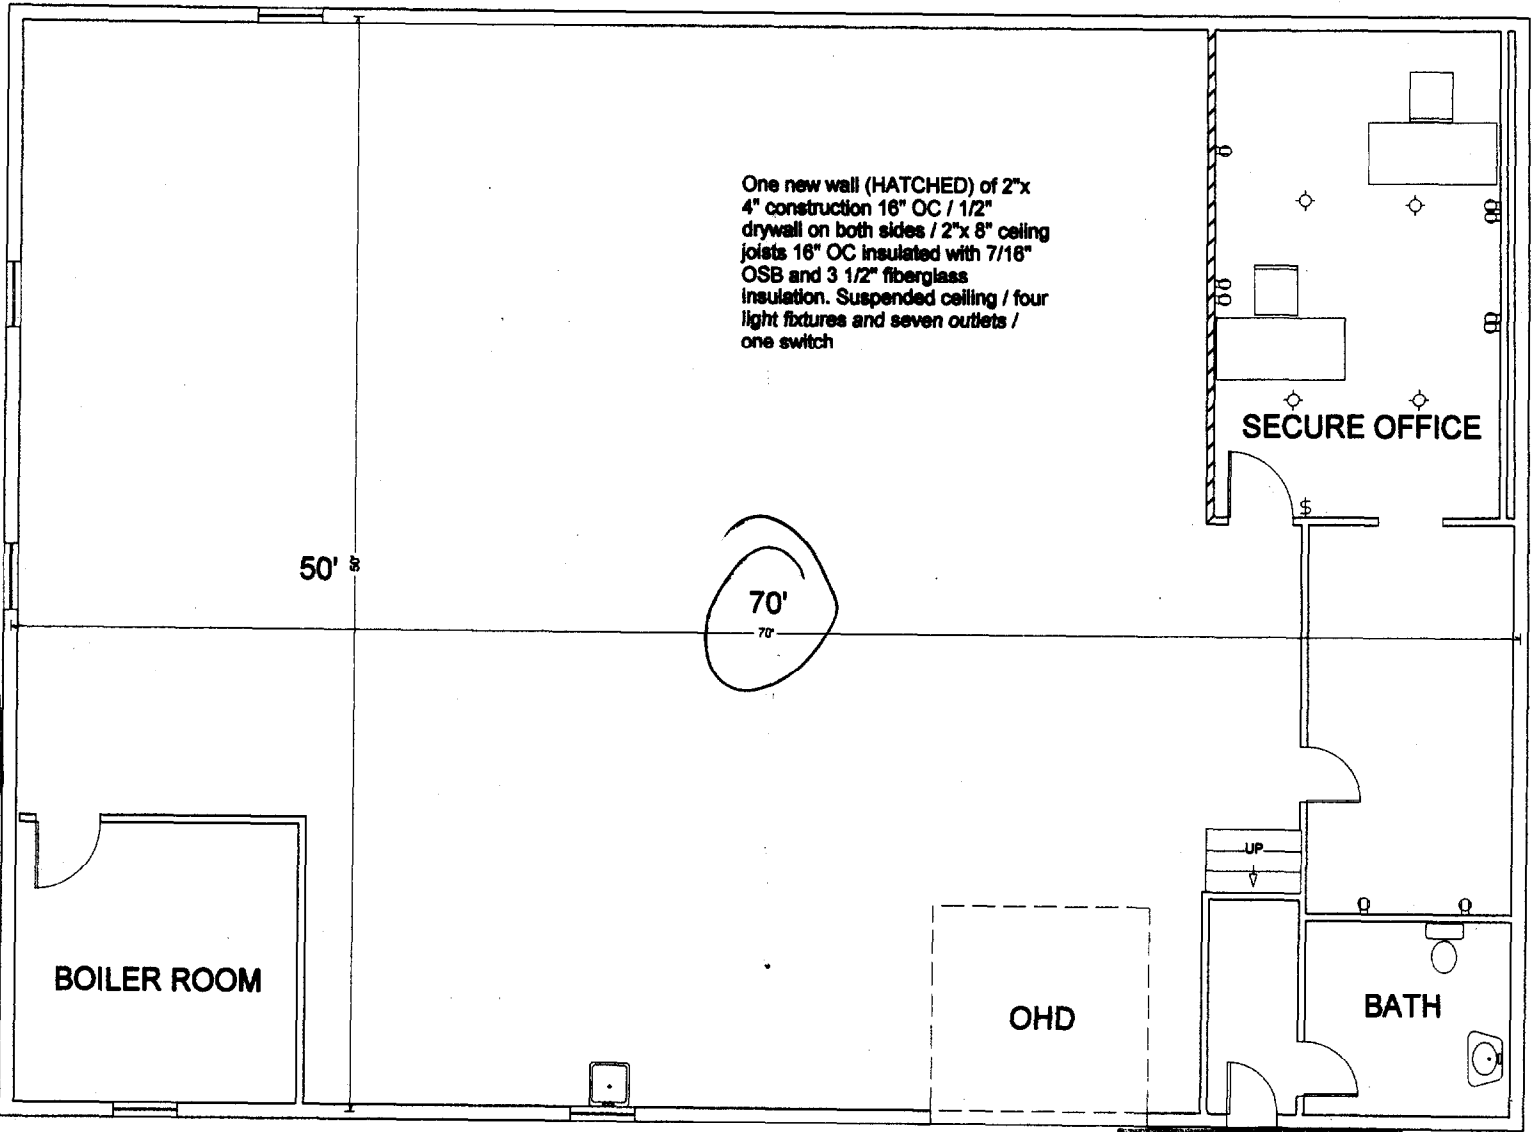 One new wall (HATCHED) of 2"x
4" construction 16" OC / 1/2"
drywall on both sides / 2"x 8" ceiling
joists 16" OC insulated with 7/16"
OSB and 3 1/2" fiberglass
insulation. Suspended ceiling / four
light fixtures and seven outlets /
one switch
SECURE OFFICE
$
50'
50'
70'
70'
UP
BOILER ROOM
OHD
BATH